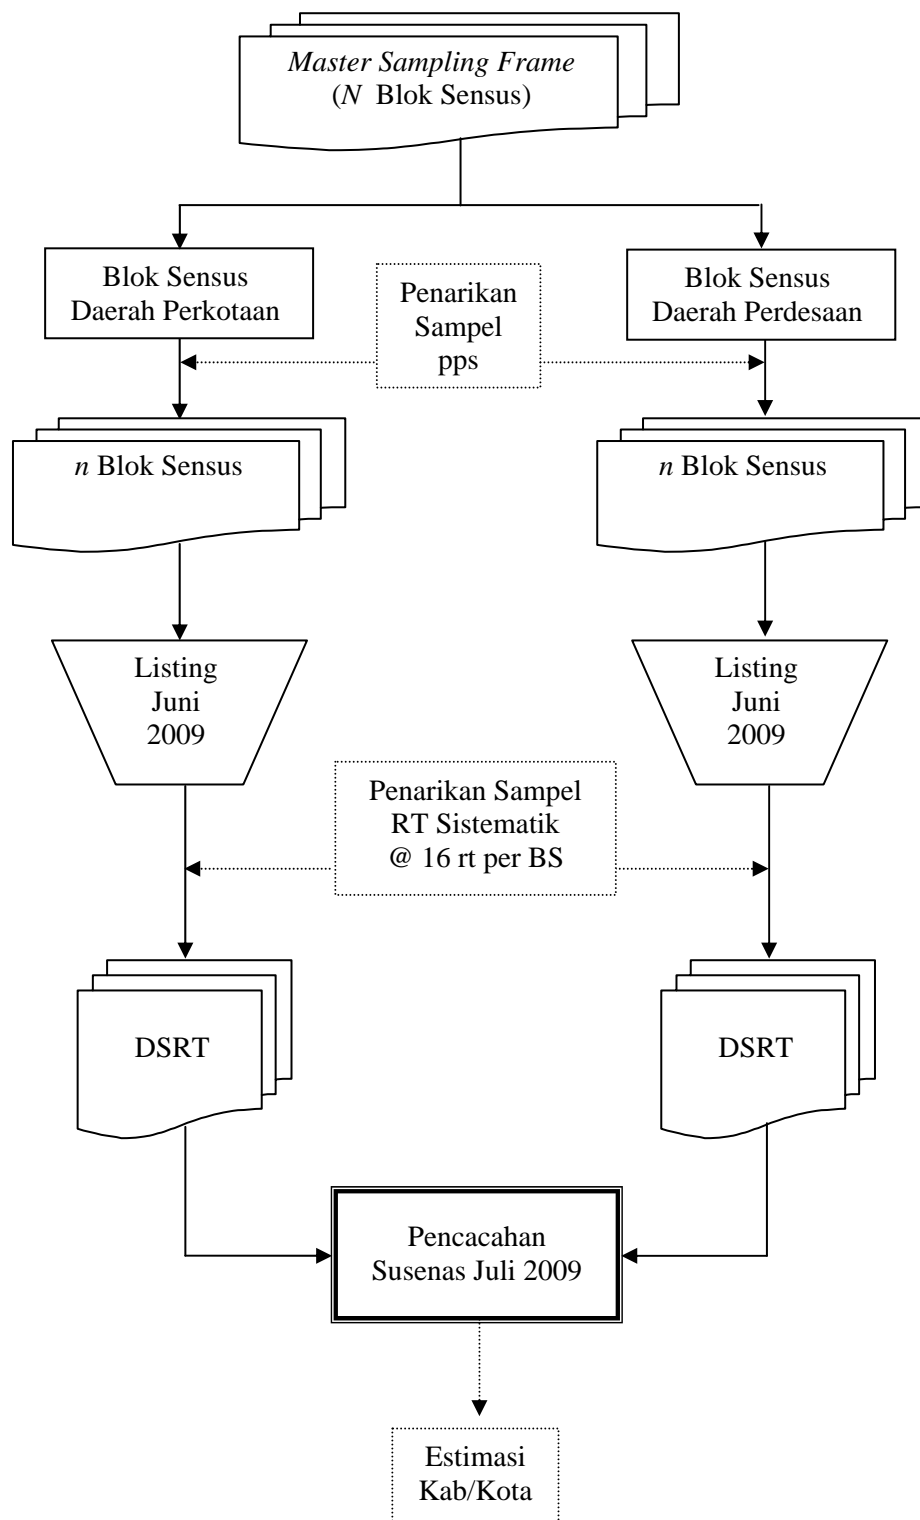 Master Sampling Frame
(N Blok Sensus)
Blok Sensus
Daerah Perkotaan
Penarikan
Sampel
pps
Blok Sensus
Daerah Perdesaan
n Blok Sensus
n Blok Sensus
Listing
Juni
2009
Listing
Juni
2009
Penarikan Sampel
RT Sistematik
@ 16 rt per BS
DSRT
DSRT
Pencacahan
Susenas Juli 2009
Estimasi
Kab/Kota